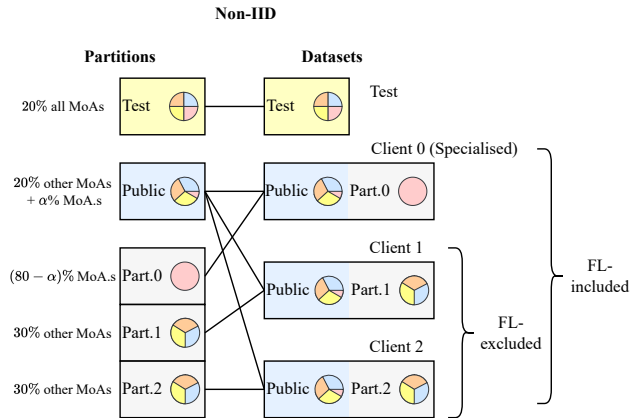 Non-IID
Partitions
Datasets
20% all MoAs
Test
Test
Test
Client 0 (Specialised)
20% other MoAs
+ α% MoA.s
Public
Public
Part.0
(80 − α)% MoA.s
Part.0
Client 1
30% other MoAs
Part.1
Public
Part.1
Client 2
30% other MoAs
Part.2
Public
Part.2
FL-
excluded
FL-
included